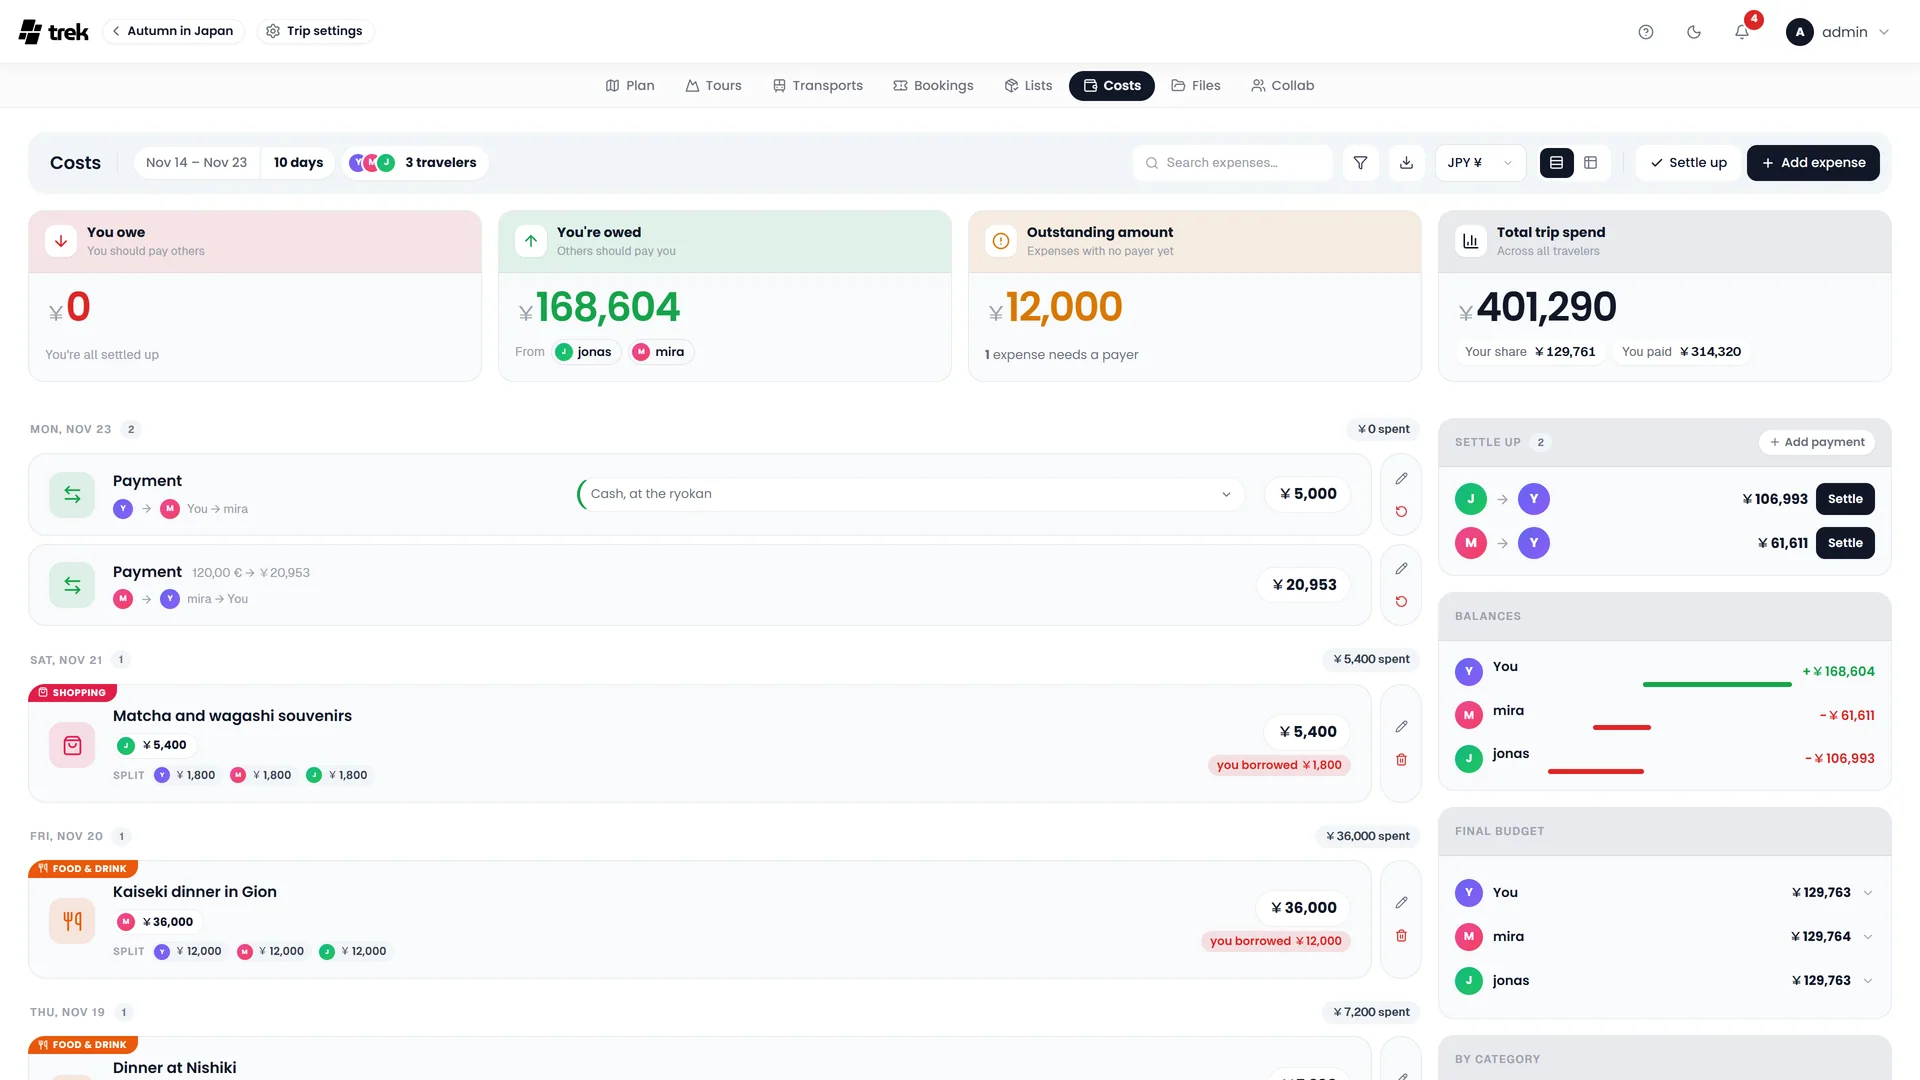 trek
Autumn in Japan
Trip settings
4
A
admin
Plan
Tours
Transports
Bookings
Lists
Costs
Files
Collab
Costs
Nov 14 – Nov 23
10 days
Y M J
3 travelers
Search expenses...
JPY ¥
Settle up
+ Add expense
You owe
You should pay others
¥0
You're all settled up
You're owed
Others should pay you
¥168,604
From J jonas M mira
Outstanding amount
Expenses with no payer yet
¥12,000
1 expense needs a payer
Total trip spend
Across all travelers
¥401,290
Your share ¥129,761 You paid ¥314,320
MON, NOV 23 2
¥0 spent
Payment
Y → M You → mira
Cash, at the ryokan
¥5,000
Payment 120,00 € → ¥20,953
M → Y mira → You
¥20,953
SAT, NOV 21 1
¥5,400 spent
SHOPPING
Matcha and wagashi souvenirs
J ¥5,400
SPLIT Y ¥1,800 M ¥1,800 J ¥1,800
¥5,400
you borrowed ¥1,800
FRI, NOV 20 1
¥36,000 spent
FOOD & DRINK
Kaiseki dinner in Gion
M ¥36,000
SPLIT Y ¥12,000 M ¥12,000 J ¥12,000
¥36,000
you borrowed ¥12,000
THU, NOV 19 1
¥7,200 spent
FOOD & DRINK
Dinner at Nishiki
SETTLE UP 2
+ Add payment
J → Y ¥106,993 Settle
M → Y ¥61,611 Settle
BALANCES
Y You +¥168,604
M mira -¥61,611
J jonas -¥106,993
FINAL BUDGET
Y You ¥129,763
M mira ¥129,764
J jonas ¥129,763
BY CATEGORY